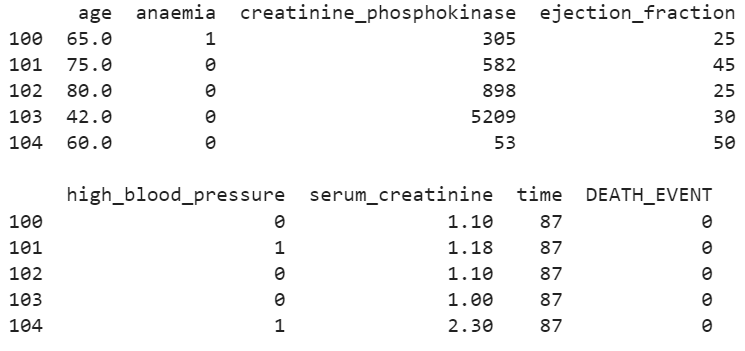 age anaemia creatinine_phosphokinase ejection_fraction
100 65.0 1 305 25
101 75.0 0 582 45
102 80.0 0 898 25
103 42.0 0 5209 30
104 60.0 0 53 50
high_blood_pressure serum_creatinine time DEATH_EVENT
100 0 1.10 87 0
101 1 1.18 87 0
102 0 1.10 87 0
103 0 1.00 87 0
104 1 2.30 87 0